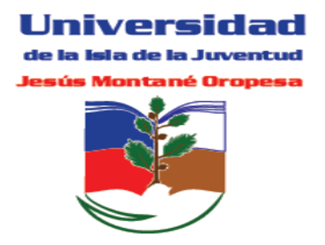 Universidad
de la Isla de la Juventud
Jesús Montané Oropesa